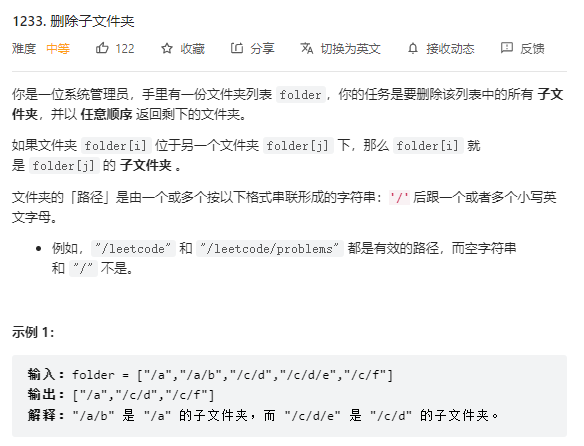 1233. 删除子文件夹
难度 中等 122 收藏 分享 切换为英文 接收动态 反馈
你是一位系统管理员，手里有一份文件夹列表 folder，你的任务是要删除该列表中的所有 子文
件夹，并以 任意顺序 返回剩下的文件夹。
如果文件夹 folder[i] 位于另一个文件夹 folder[j] 下，那么 folder[i] 就
是 folder[j] 的 子文件夹 。
文件夹的「路径」是由一个或多个按以下格式串联形成的字符串：'/' 后跟一个或者多个小写英
文字母。
• 例如，"/leetcode" 和 "/leetcode/problems" 都是有效的路径，而空字符串
和 "/" 不是。
示例 1：
输入：folder = ["/a","/a/b","/c/d","/c/d/e","/c/f"]
输出：["/a","/c/d","/c/f"]
解释："/a/b" 是 "/a" 的子文件夹，而 "/c/d/e" 是 "/c/d" 的子文件夹。